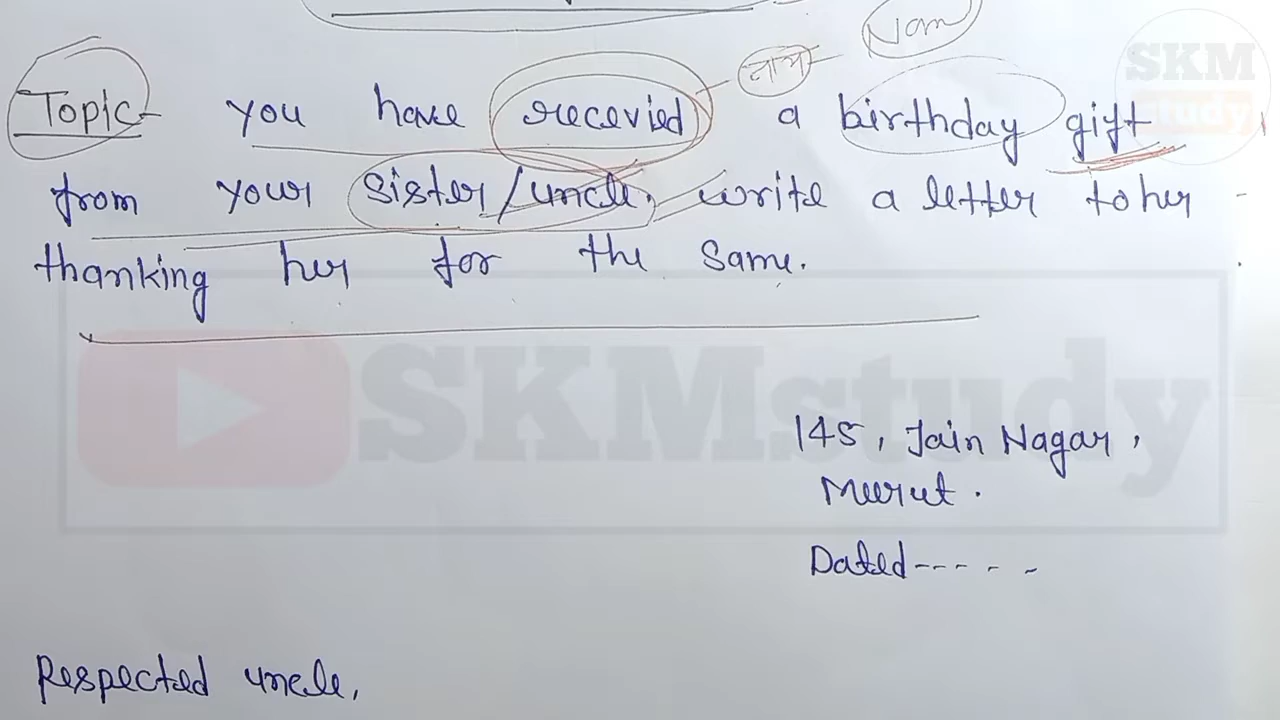 Nam
नाम
SKM
study
Topic- you have recevied a birthday gift
from your sister/uncle. write a letter to her
thanking her for the same.
SKMstudy
145, Jain Nagar,
Meerut.
Dated-----
Respected uncle,